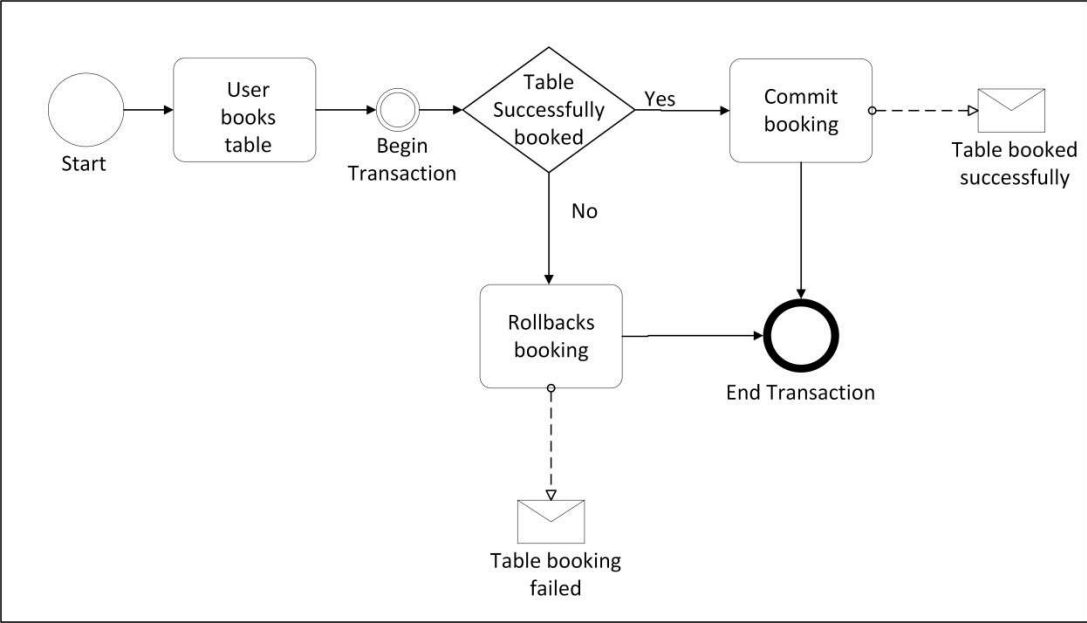 User
books
table
Start
Begin
Transaction
Table
Successfully
booked
Yes
Commit
booking
Table booked
successfully
No
Rollbacks
booking
End Transaction
Table booking
failed